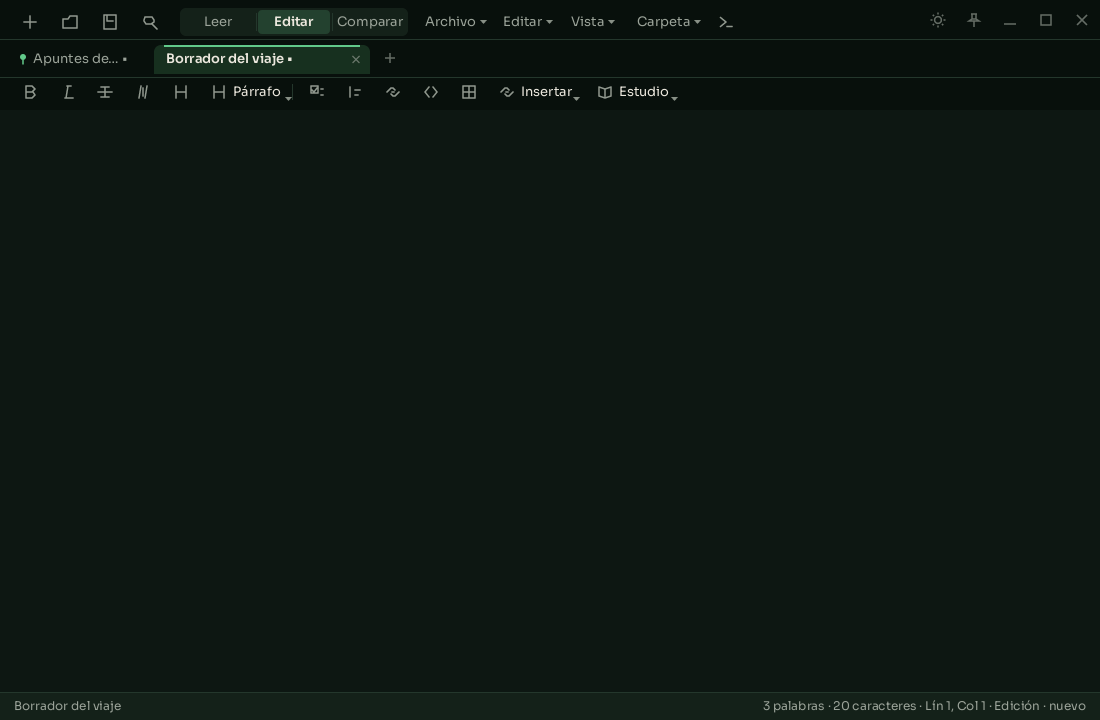 Leer Editar Comparar Archivo Editar Vista Carpeta
Apuntes de... • Borrador del viaje •
Párrafo Insertar Estudio
Borrador del viaje 3 palabras · 20 caracteres · Lín 1, Col 1 · Edición · nuevo